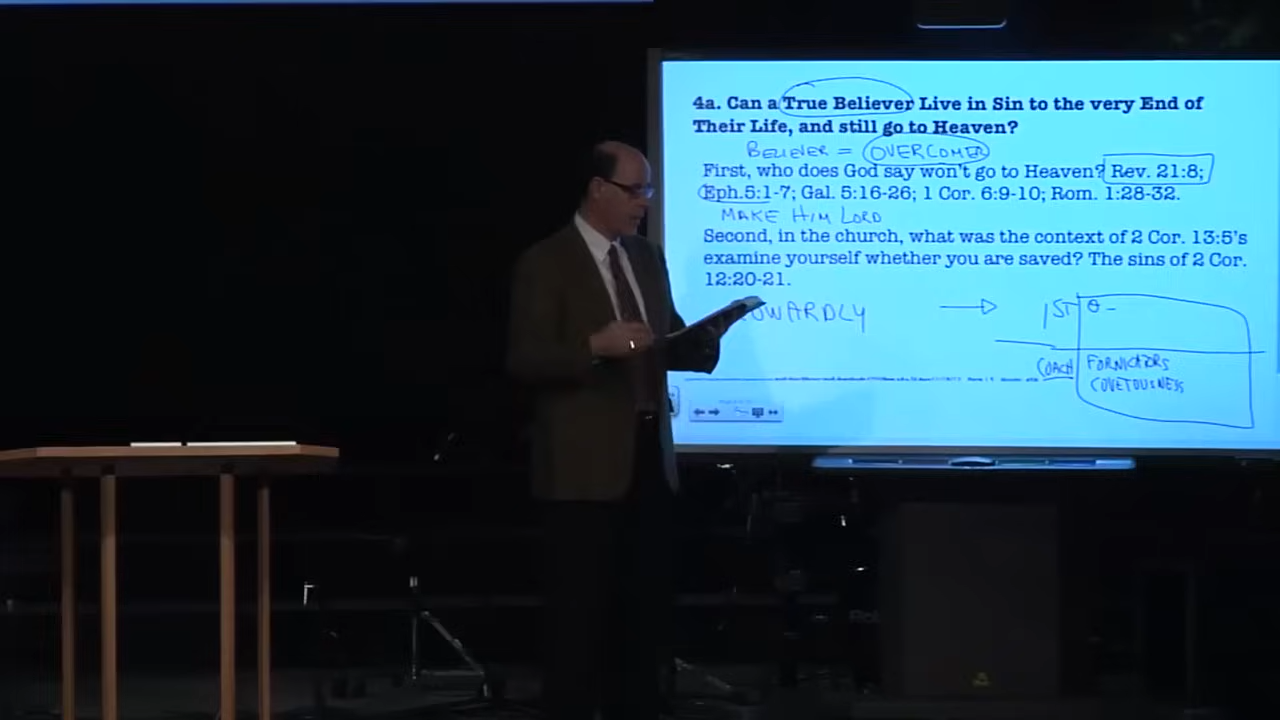 4a. Can a True Believer Live in Sin to the very End of
Their Life, and still go to Heaven?
BELIEVER = OVERCOMER
First, who does God say won't go to Heaven? Rev. 21:8;
Eph.5:1-7; Gal. 5:16-26; 1 Cor. 6:9-10; Rom. 1:28-32.
MAKE HIM LORD
Second, in the church, what was the context of 2 Cor. 13:5's
examine yourself whether you are saved? The sins of 2 Cor.
12:20-21.
OWARDLY
1ST
COACH FORNICATORS
COVETOUSNESS